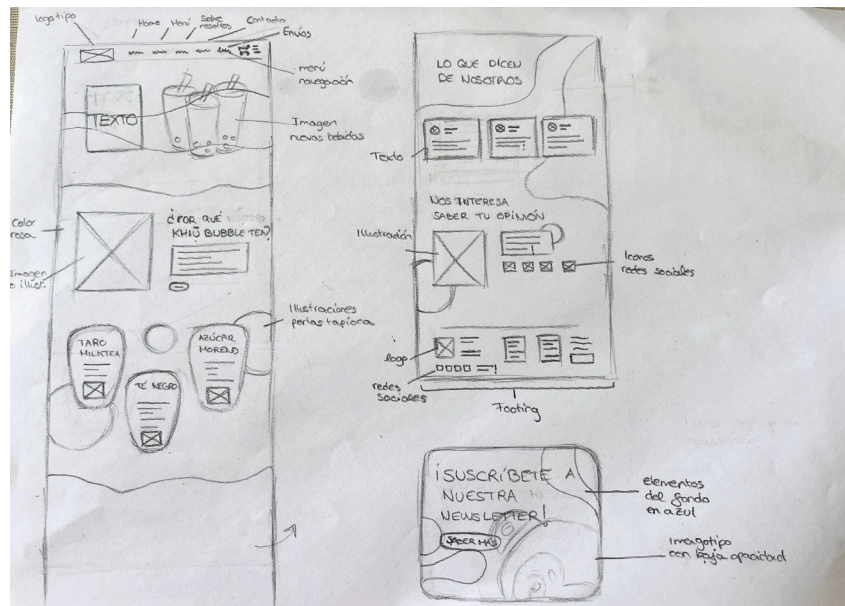 logotipo
Home
Menú
Sobre
nosotros
Contacto
Envíos
menú
navegación
TEXTO
Imagen
nuevas bebidas
Color
rosa
¿POR QUÉ
KHIŪ BUBBLE TEA?
Imagen
o illust.
Illustraciones
perlas tapioca
TARO
MILKTEA
AZÚCAR
MORENO
TÉ NEGRO
LO QUE DICEN
DE NOSOTROS
Texto
NOS INTERESA
SABER TU OPINIÓN
Illustración
Iconos
redes sociales
logo
redes
sociales
Footing
¡SUSCRÍBETE A
NUESTRA
NEWSLETTER!
SABER MÁS
elementos
del fondo
en azul
Imagotipo
con baja opacidad